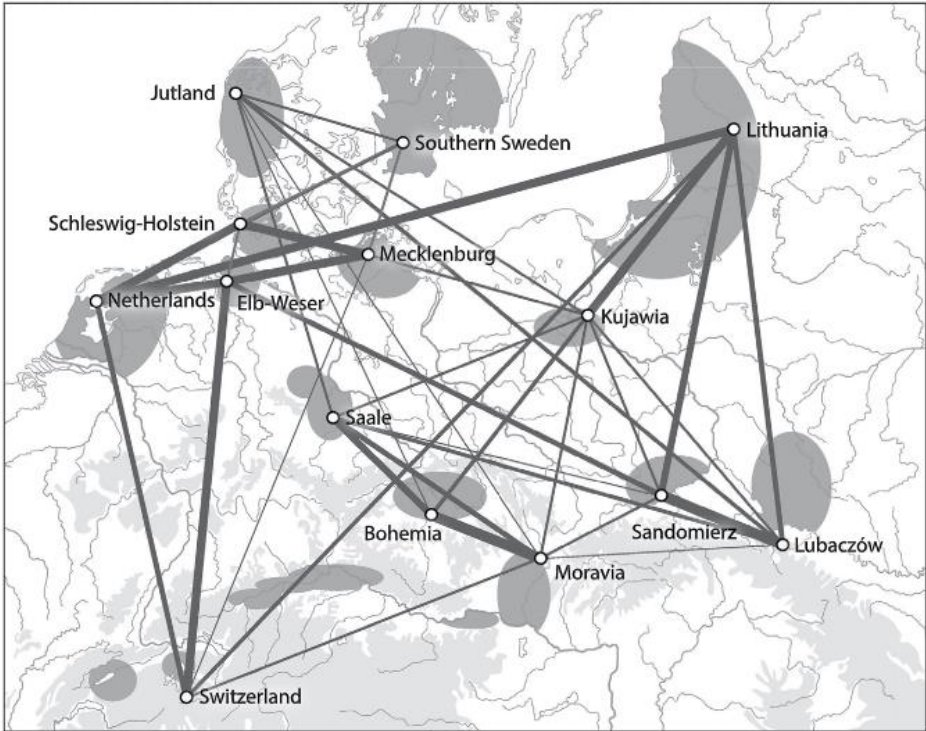 Jutland
Lithuania
Southern Sweden
Schleswig-Holstein
Mecklenburg
Netherlands
Elb-Weser
Kujawia
Saale
Bohemia
Sandomierz
Lubaczów
Moravia
Switzerland